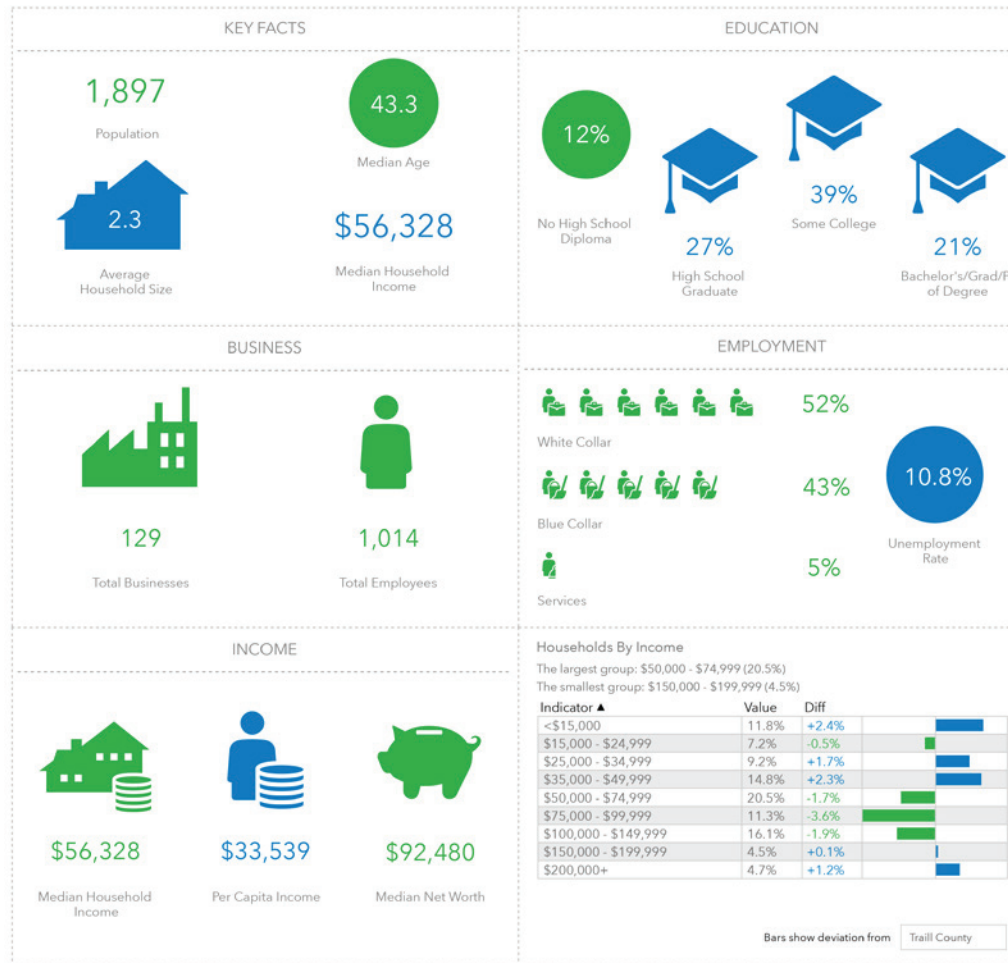 KEY FACTS
1,897
Population
43.3
Median Age
2.3
Average
Household Size
$56,328
Median Household
Income
EDUCATION
12%
No High School
Diploma
27%
High School
Graduate
39%
Some College
21%
Bachelor's/Grad/P
of Degree
BUSINESS
129
Total Businesses
1,014
Total Employees
EMPLOYMENT
52%
White Collar
43%
Blue Collar
5%
Services
10.8%
Unemployment
Rate
INCOME
$56,328
Median Household
Income
$33,539
Per Capita Income
$92,480
Median Net Worth
Households By Income
The largest group: $50,000 - $74,999 (20.5%)
The smallest group: $150,000 - $199,999 (4.5%)
Indicator ▲ Value Diff
<$15,000 11.8% +2.4%
$15,000 - $24,999 7.2% -0.5%
$25,000 - $34,999 9.2% +1.7%
$35,000 - $49,999 14.8% +2.3%
$50,000 - $74,999 20.5% -1.7%
$75,000 - $99,999 11.3% -3.6%
$100,000 - $149,999 16.1% -1.9%
$150,000 - $199,999 4.5% +0.1%
$200,000+ 4.7% +1.2%
Bars show deviation from Traill County